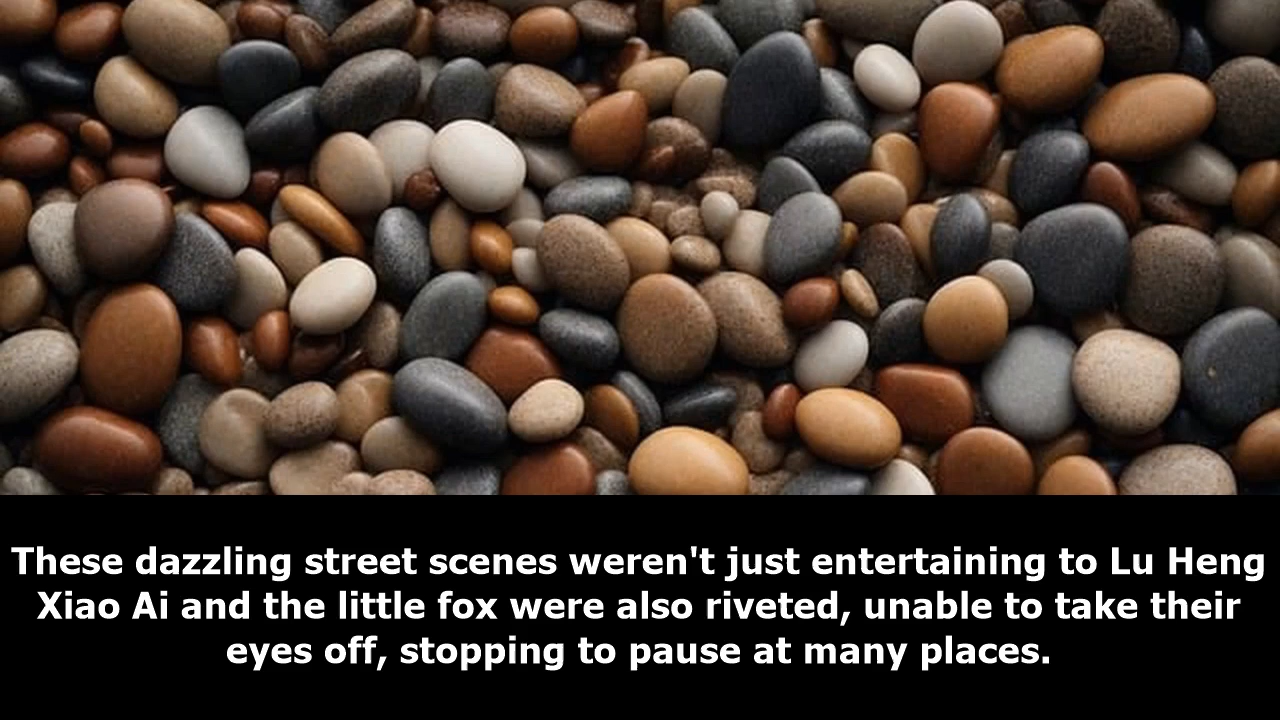 These dazzling street scenes weren't just entertaining to Lu Heng
Xiao Ai and the little fox were also riveted, unable to take their
eyes off, stopping to pause at many places.